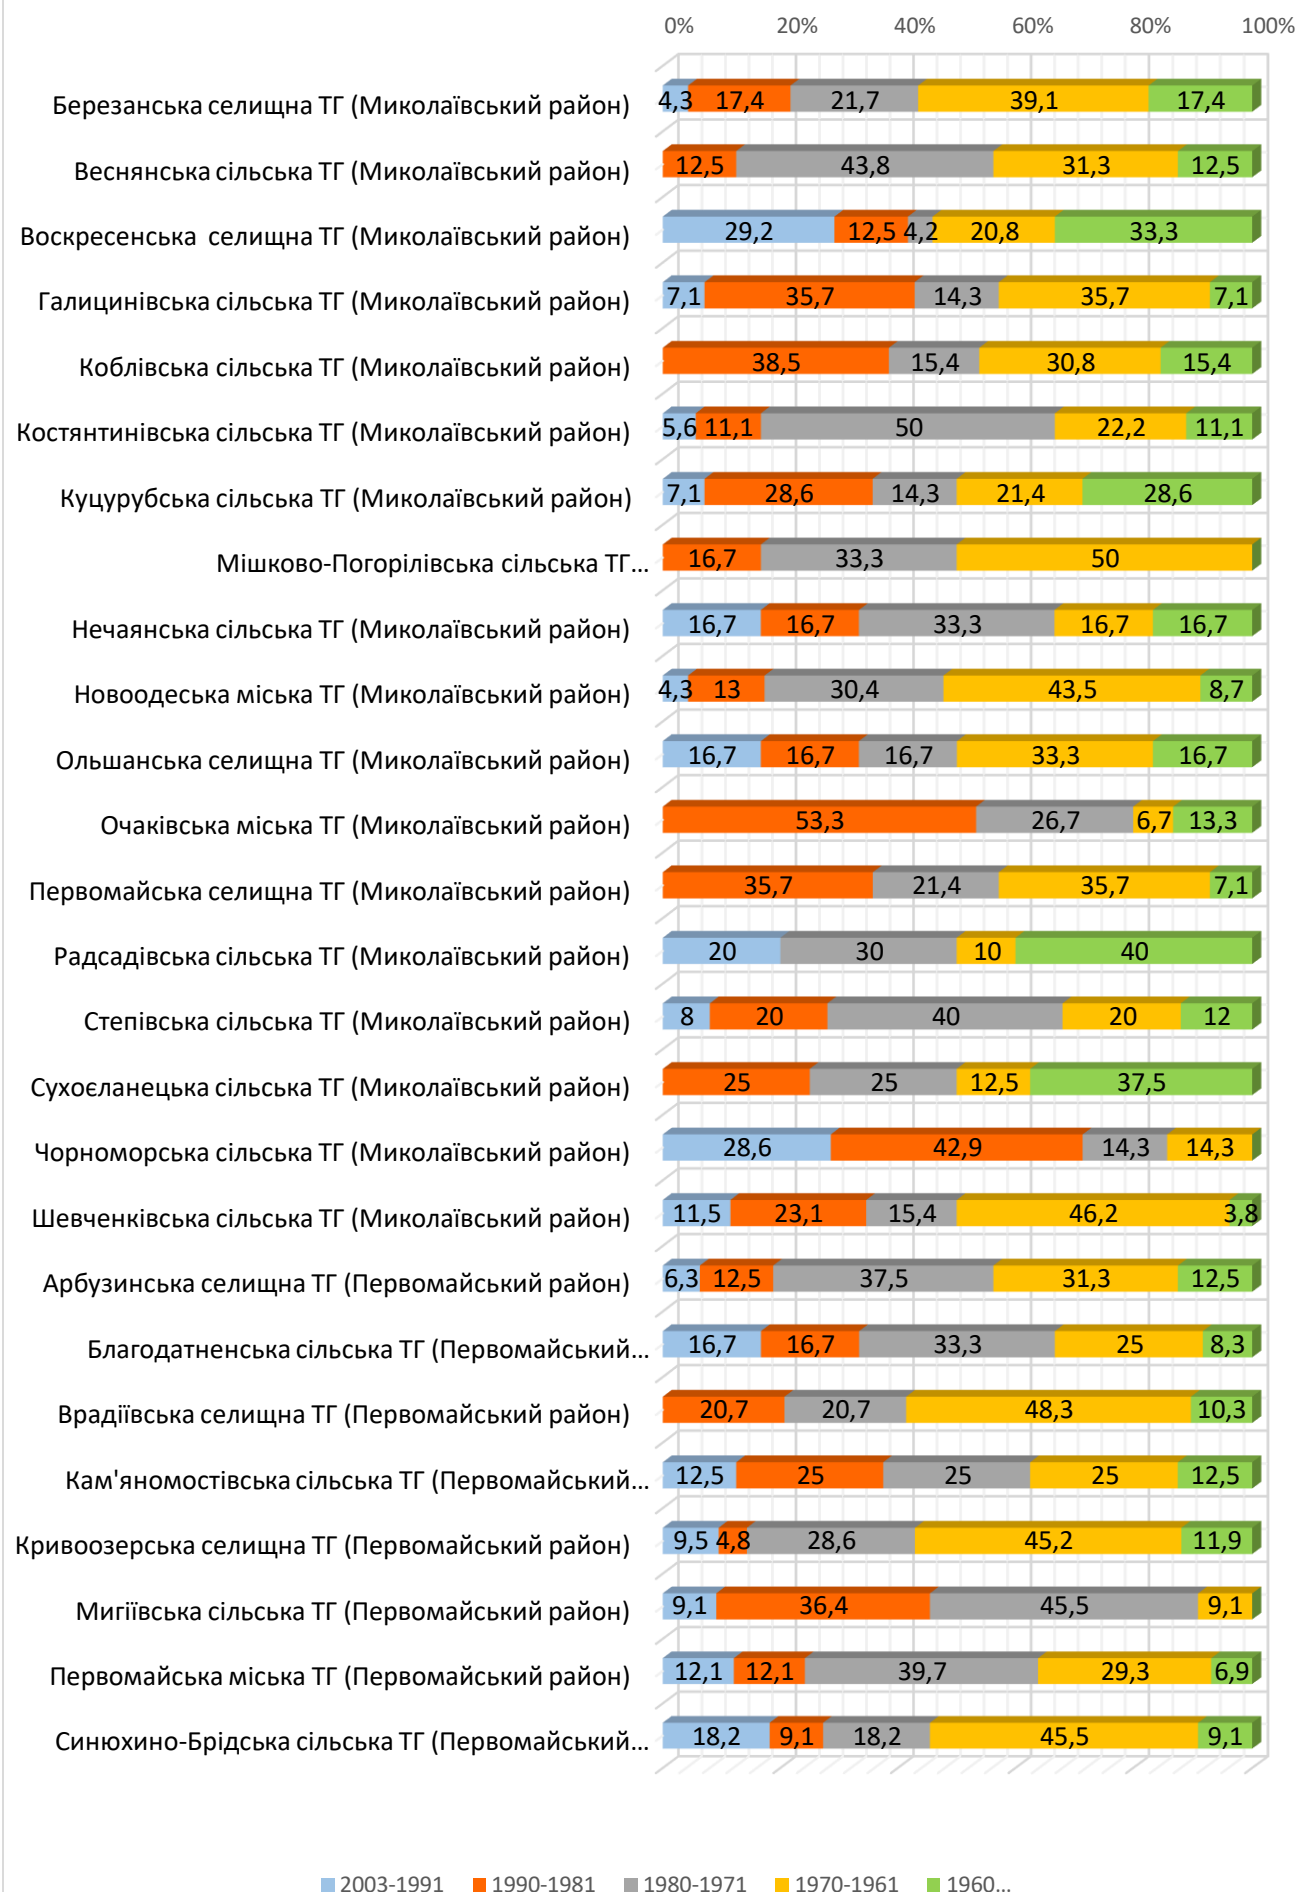 0% 20% 40% 60% 80% 100%
Березанська селищна ТГ (Миколаївський район) 4,3 17,4 21,7 39,1 17,4
Веснянська сільська ТГ (Миколаївський район) 12,5 43,8 31,3 12,5
Воскресенська селищна ТГ (Миколаївський район) 29,2 12,5 4,2 20,8 33,3
Галицинівська сільська ТГ (Миколаївський район) 7,1 35,7 14,3 35,7 7,1
Коблівська сільська ТГ (Миколаївський район) 38,5 15,4 30,8 15,4
Костянтинівська сільська ТГ (Миколаївський район) 5,6 11,1 50 22,2 11,1
Куцурубська сільська ТГ (Миколаївський район) 7,1 28,6 14,3 21,4 28,6
Мішково-Погорілівська сільська ТГ... 16,7 33,3 50
Нечаянська сільська ТГ (Миколаївський район) 16,7 16,7 33,3 16,7 16,7
Новоодеська міська ТГ (Миколаївський район) 4,3 13 30,4 43,5 8,7
Ольшанська селищна ТГ (Миколаївський район) 16,7 16,7 16,7 33,3 16,7
Очаківська міська ТГ (Миколаївський район) 53,3 26,7 6,7 13,3
Первомайська селищна ТГ (Миколаївський район) 35,7 21,4 35,7 7,1
Радсадівська сільська ТГ (Миколаївський район) 20 30 10 40
Степівська сільська ТГ (Миколаївський район) 8 20 40 20 12
Сухоєланецька сільська ТГ (Миколаївський район) 25 25 12,5 37,5
Чорноморська сільська ТГ (Миколаївський район) 28,6 42,9 14,3 14,3
Шевченківська сільська ТГ (Миколаївський район) 11,5 23,1 15,4 46,2 3,8
Арбузинська селищна ТГ (Первомайський район) 6,3 12,5 37,5 31,3 12,5
Благодатненська сільська ТГ (Первомайський... 16,7 16,7 33,3 25 8,3
Врадіївська селищна ТГ (Первомайський район) 20,7 20,7 48,3 10,3
Кам'яномостівська сільська ТГ (Первомайський... 12,5 25 25 25 12,5
Кривоозерська селищна ТГ (Первомайський район) 9,5 4,8 28,6 45,2 11,9
Мигіївська сільська ТГ (Первомайський район) 9,1 36,4 45,5 9,1
Первомайська міська ТГ (Первомайський район) 12,1 12,1 39,7 29,3 6,9
Синюхино-Брідська сільська ТГ (Первомайський... 18,2 9,1 18,2 45,5 9,1
2003-1991 1990-1981 1980-1971 1970-1961 1960...